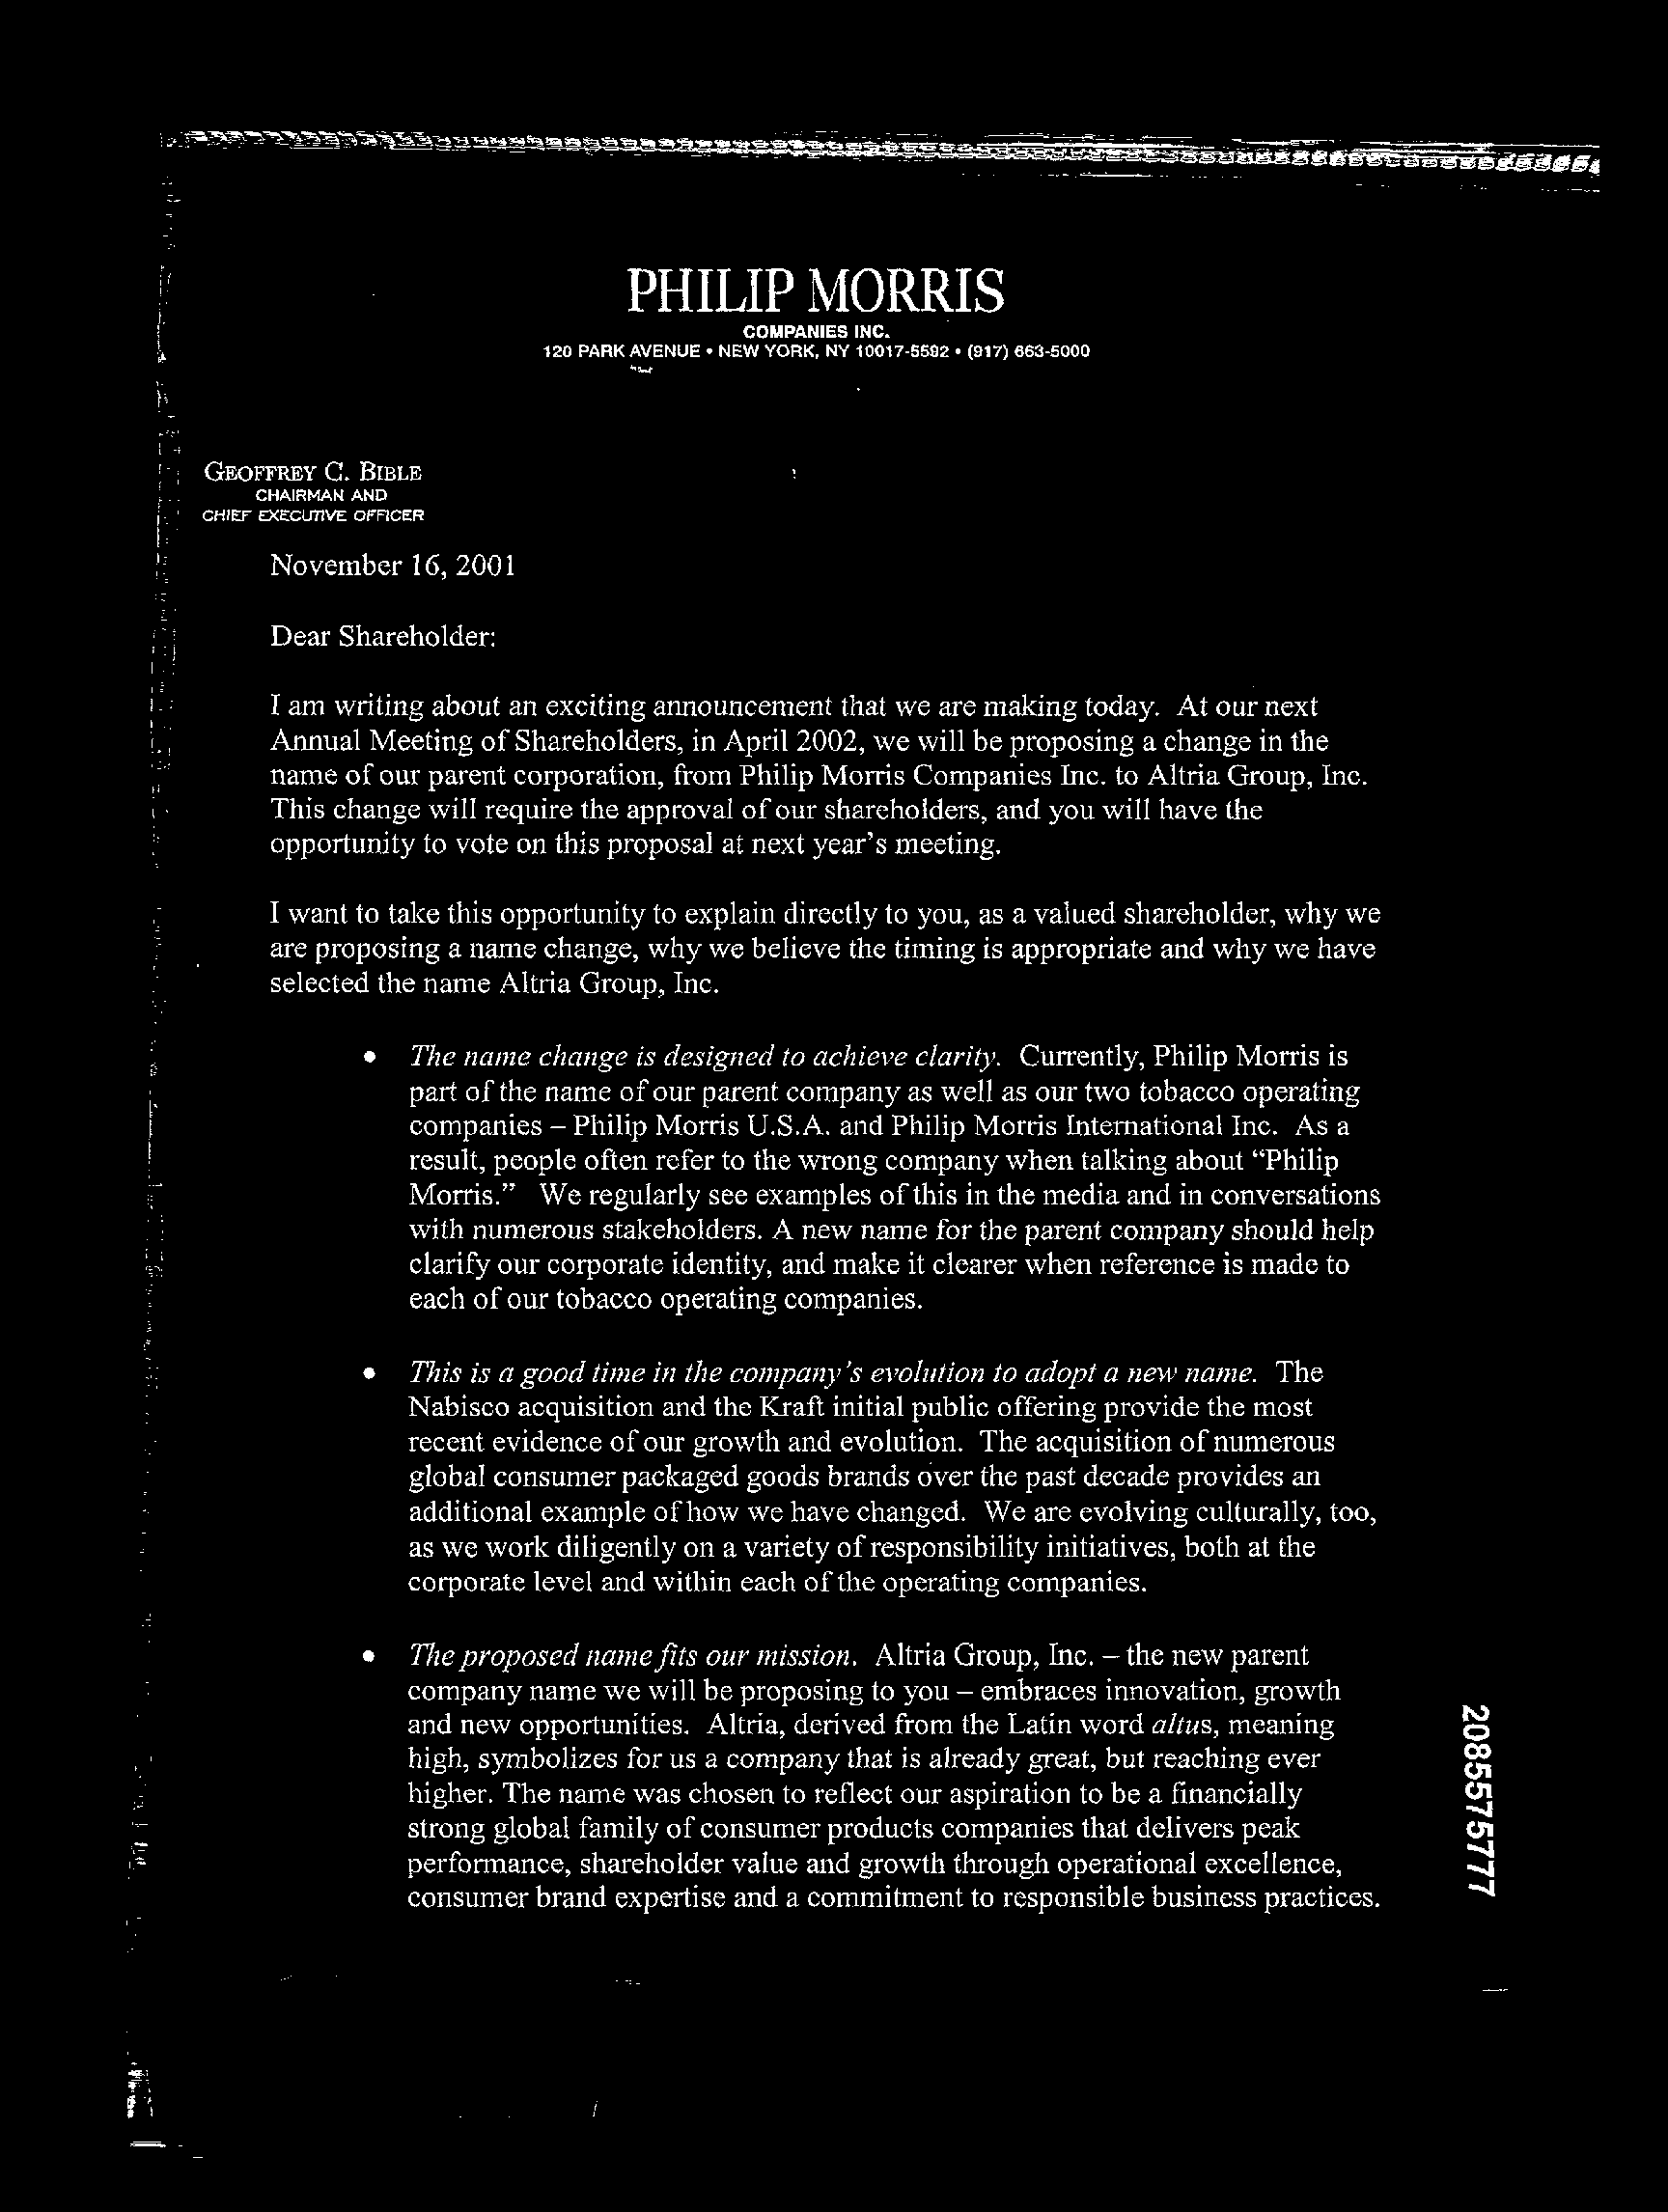 PHILIP MORRIS
COMPANIES INC.
120 PARK AVENUE • NEW YORK, NY 10017-5592 • (917) 663-5000
GEOFFREY C. BIBLE
CHAIRMAN AND
CHIEF EXECUTIVE OFFICER
November 16, 2001
Dear Shareholder:
I am writing about an exciting announcement that we are making today. At our next
Annual Meeting of Shareholders, in April 2002, we will be proposing a change in the
name of our parent corporation, from Philip Morris Companies Inc. to Altria Group, Inc.
This change will require the approval of our shareholders, and you will have the
opportunity to vote on this proposal at next year's meeting.
I want to take this opportunity to explain directly to you, as a valued shareholder, why we
are proposing a name change, why we believe the timing is appropriate and why we have
selected the name Altria Group, Inc.
• The name change is designed to achieve clarity. Currently, Philip Morris is
part of the name of our parent company as well as our two tobacco operating
companies – Philip Morris U.S.A. and Philip Morris International Inc. As a
result, people often refer to the wrong company when talking about “Philip
Morris.” We regularly see examples of this in the media and in conversations
with numerous stakeholders. A new name for the parent company should help
clarify our corporate identity, and make it clearer when reference is made to
each of our tobacco operating companies.
• This is a good time in the company's evolution to adopt a new name. The
Nabisco acquisition and the Kraft initial public offering provide the most
recent evidence of our growth and evolution. The acquisition of numerous
global consumer packaged goods brands over the past decade provides an
additional example of how we have changed. We are evolving culturally, too,
as we work diligently on a variety of responsibility initiatives, both at the
corporate level and within each of the operating companies.
• The proposed name fits our mission. Altria Group, Inc. – the new parent
company name we will be proposing to you – embraces innovation, growth
and new opportunities. Altria, derived from the Latin word altus, meaning
high, symbolizes for us a company that is already great, but reaching ever
higher. The name was chosen to reflect our aspiration to be a financially
strong global family of consumer products companies that delivers peak
performance, shareholder value and growth through operational excellence,
consumer brand expertise and a commitment to responsible business practices.
2085575777